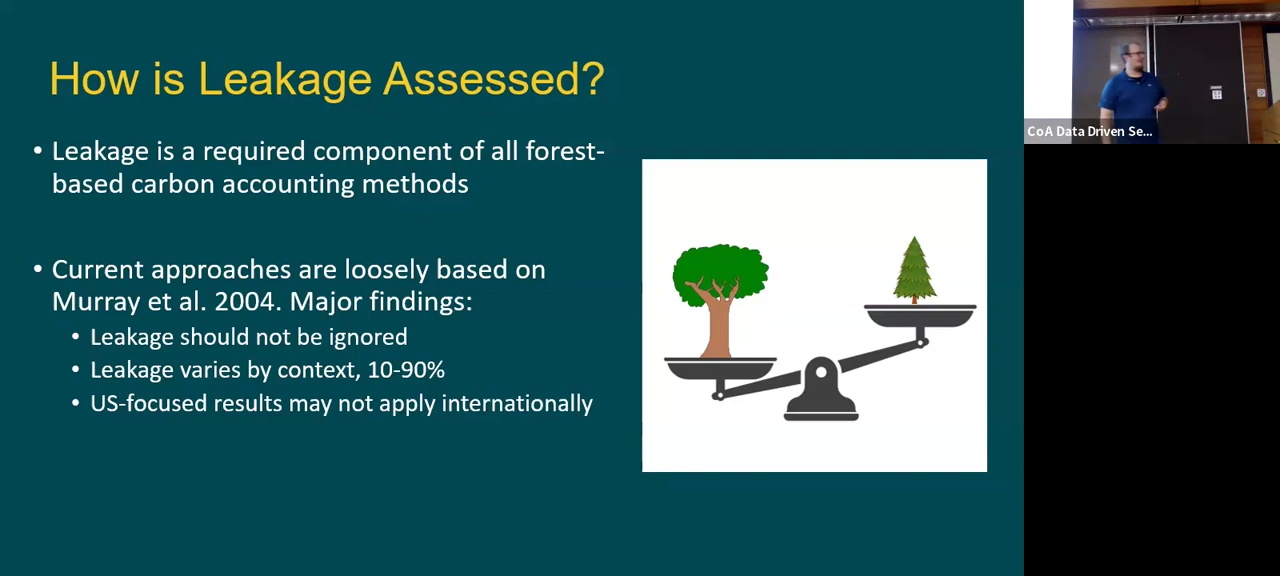 How is Leakage Assessed?
• Leakage is a required component of all forest-
based carbon accounting methods
• Current approaches are loosely based on
Murray et al. 2004. Major findings:
• Leakage should not be ignored
• Leakage varies by context, 10-90%
• US-focused results may not apply internationally
CoA Data Driven Se...